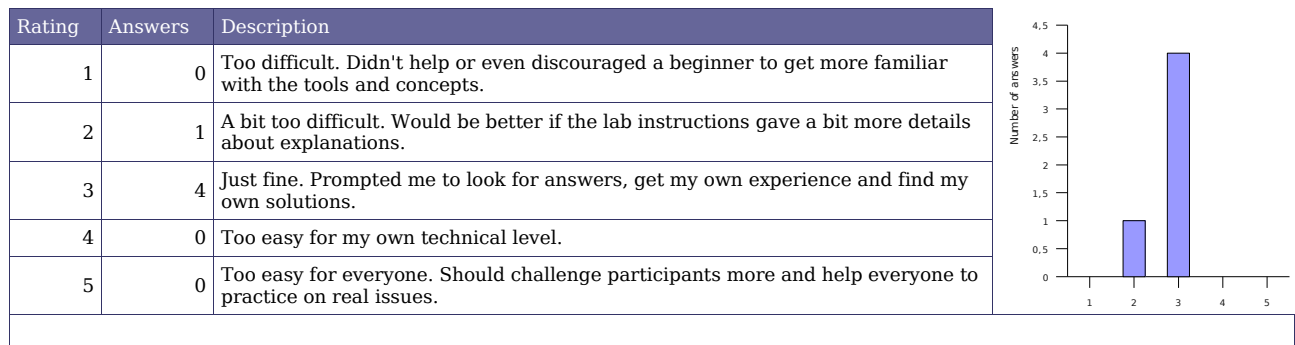 Rating Answers Description
1 0 Too difficult. Didn't help or even discouraged a beginner to get more familiar
with the tools and concepts.
2 1 A bit too difficult. Would be better if the lab instructions gave a bit more details
about explanations.
3 4 Just fine. Prompted me to look for answers, get my own experience and find my
own solutions.
4 0 Too easy for my own technical level.
5 0 Too easy for everyone. Should challenge participants more and help everyone to
practice on real issues.
Number of answers
4,5
4
3,5
3
2,5
2
1,5
1
0,5
0
1 2 3 4 5